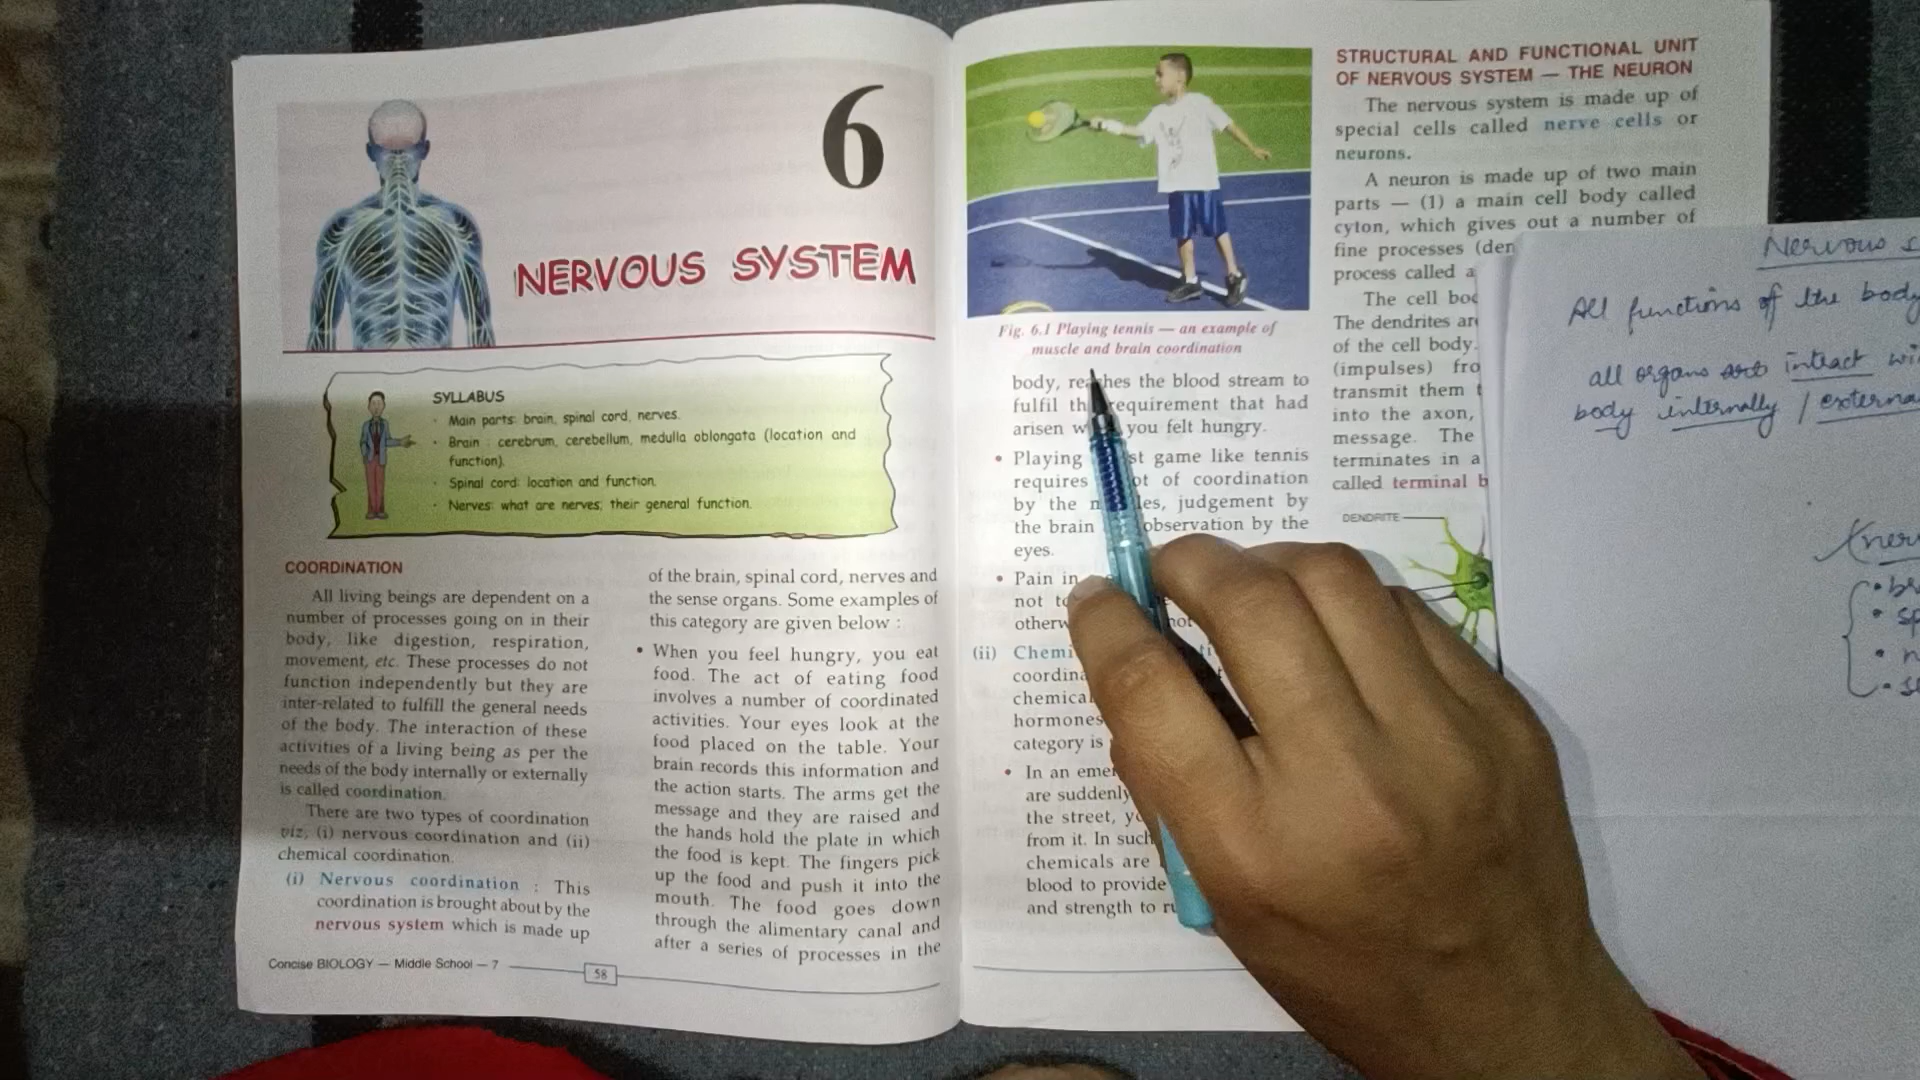 6
NERVOUS SYSTEM
SYLLABUS
• Main parts: brain, spinal cord, nerves.
• Brain : cerebrum, cerebellum, medulla oblongata (location and
function).
• Spinal cord: location and function.
• Nerves: what are nerves; their general function.
COORDINATION
All living beings are dependent on a
number of processes going on in their
body, like digestion, respiration,
movement, etc. These processes do not
function independently but they are
inter-related to fulfill the general needs
of the body. The interaction of these
activities of a living being as per the
needs of the body internally or externally
is called coordination.
There are two types of coordination
viz, (i) nervous coordination and (ii)
chemical coordination.
(i) Nervous coordination : This
coordination is brought about by the
nervous system which is made up
of the brain, spinal cord, nerves and
the sense organs. Some examples of
this category are given below :
• When you feel hungry, you eat
food. The act of eating food
involves a number of coordinated
activities. Your eyes look at the
food placed on the table. Your
brain records this information and
the action starts. The arms get the
message and they are raised and
the hands hold the plate in which
the food is kept. The fingers pick
up the food and push it into the
mouth. The food goes down
through the alimentary canal and
after a series of processes in the
Concise BIOLOGY — Middle School — 7
58
Fig. 6.1 Playing tennis — an example of
muscle and brain coordination
body, reaches the blood stream to
fulfil requirement that had
arisen you felt hungry.
• Playing game like tennis
requires of coordination
by the judgement by
the brain observation by the
eyes.
• Pain in
not
(ii)
chemical
hormones
category is
• In an
are suddenly
the street,
from it. In such
chemicals are
blood to provide
and strength to
STRUCTURAL AND FUNCTIONAL UNIT
OF NERVOUS SYSTEM — THE NEURON
The nervous system is made up of
special cells called nerve cells or
neurons.
A neuron is made up of two main
parts — (1) a main cell body called
cyton, which gives out a number of
fine processes
process called
The cell
The dendrites
of the cell body.
(impulses)
transmit them
into the axon,
message. The
terminates in a
called terminal
DENDRITE
Nervous
All functions of the body
all organs intract
body internally /